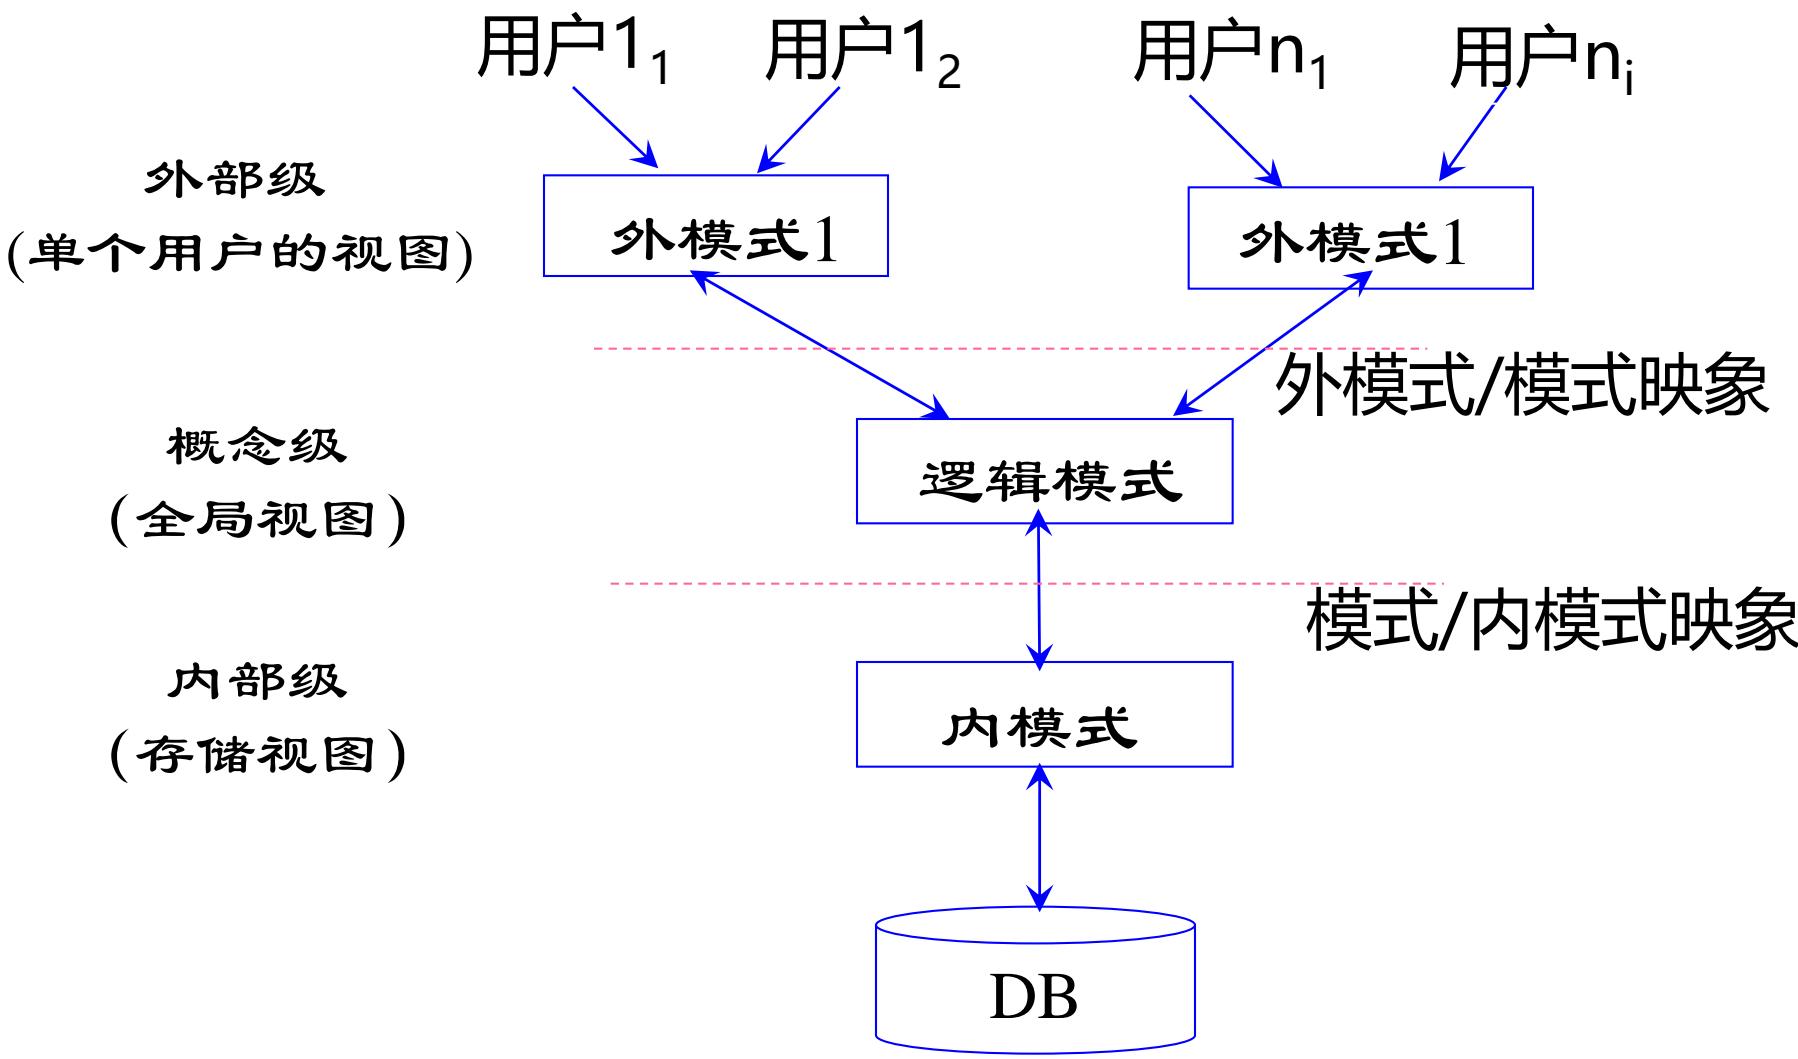 用户1₁
用户1₂
用户n₁
用户nᵢ
外部级
(单个用户的视图)
外模式1
外模式1
外模式/模式映象
概念级
(全局视图)
逻辑模式
模式/内模式映象
内部级
(存储视图)
内模式
DB